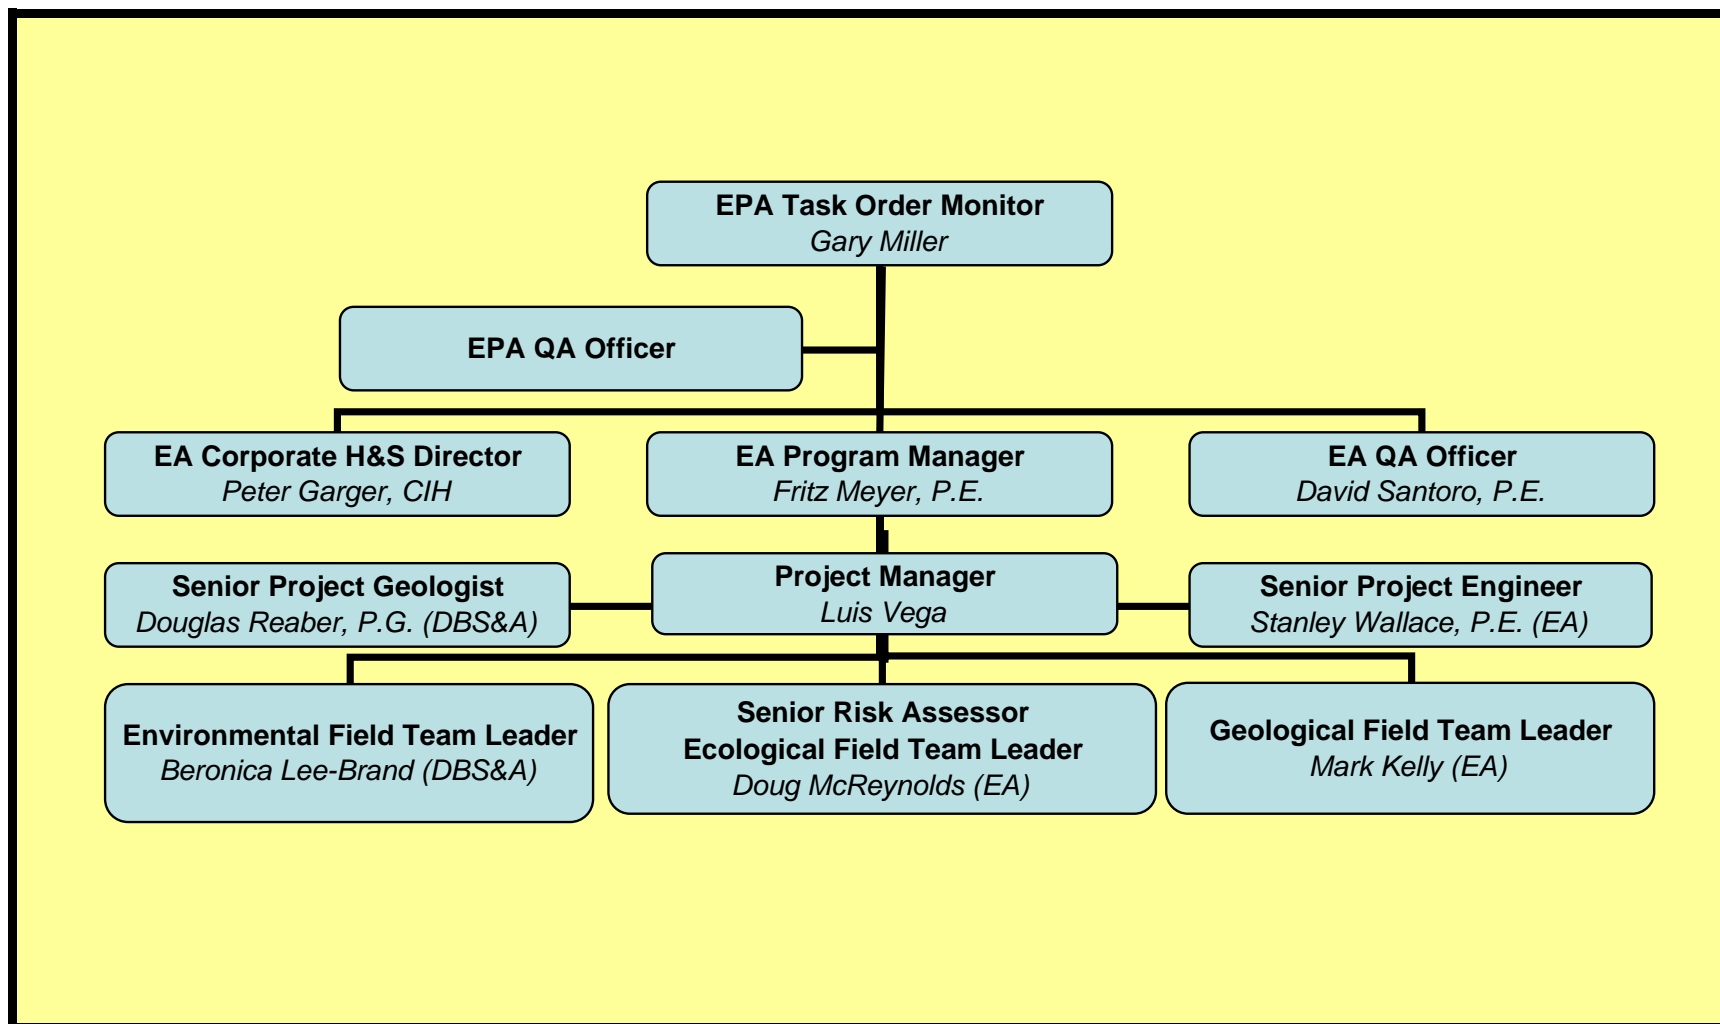 EPA Task Order Monitor
Gary Miller
EPA QA Officer
EA Corporate H&S Director
Peter Garger, CIH
EA Program Manager
Fritz Meyer, P.E.
EA QA Officer
David Santoro, P.E.
Senior Project Geologist
Douglas Reaber, P.G. (DBS&A)
Project Manager
Luis Vega
Senior Project Engineer
Stanley Wallace, P.E. (EA)
Environmental Field Team Leader
Beronica Lee-Brand (DBS&A)
Senior Risk Assessor
Ecological Field Team Leader
Doug McReynolds (EA)
Geological Field Team Leader
Mark Kelly (EA)